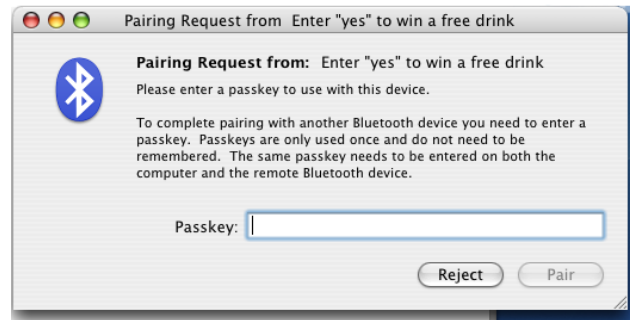 Pairing Request from  Enter "yes" to win a free drink
Pairing Request from:  Enter "yes" to win a free drink
Please enter a passkey to use with this device.
To complete pairing with another Bluetooth device you need to enter a
passkey.  Passkeys are only used once and do not need to be
remembered.  The same passkey needs to be entered on both the
computer and the remote Bluetooth device.
Passkey:
Reject Pair